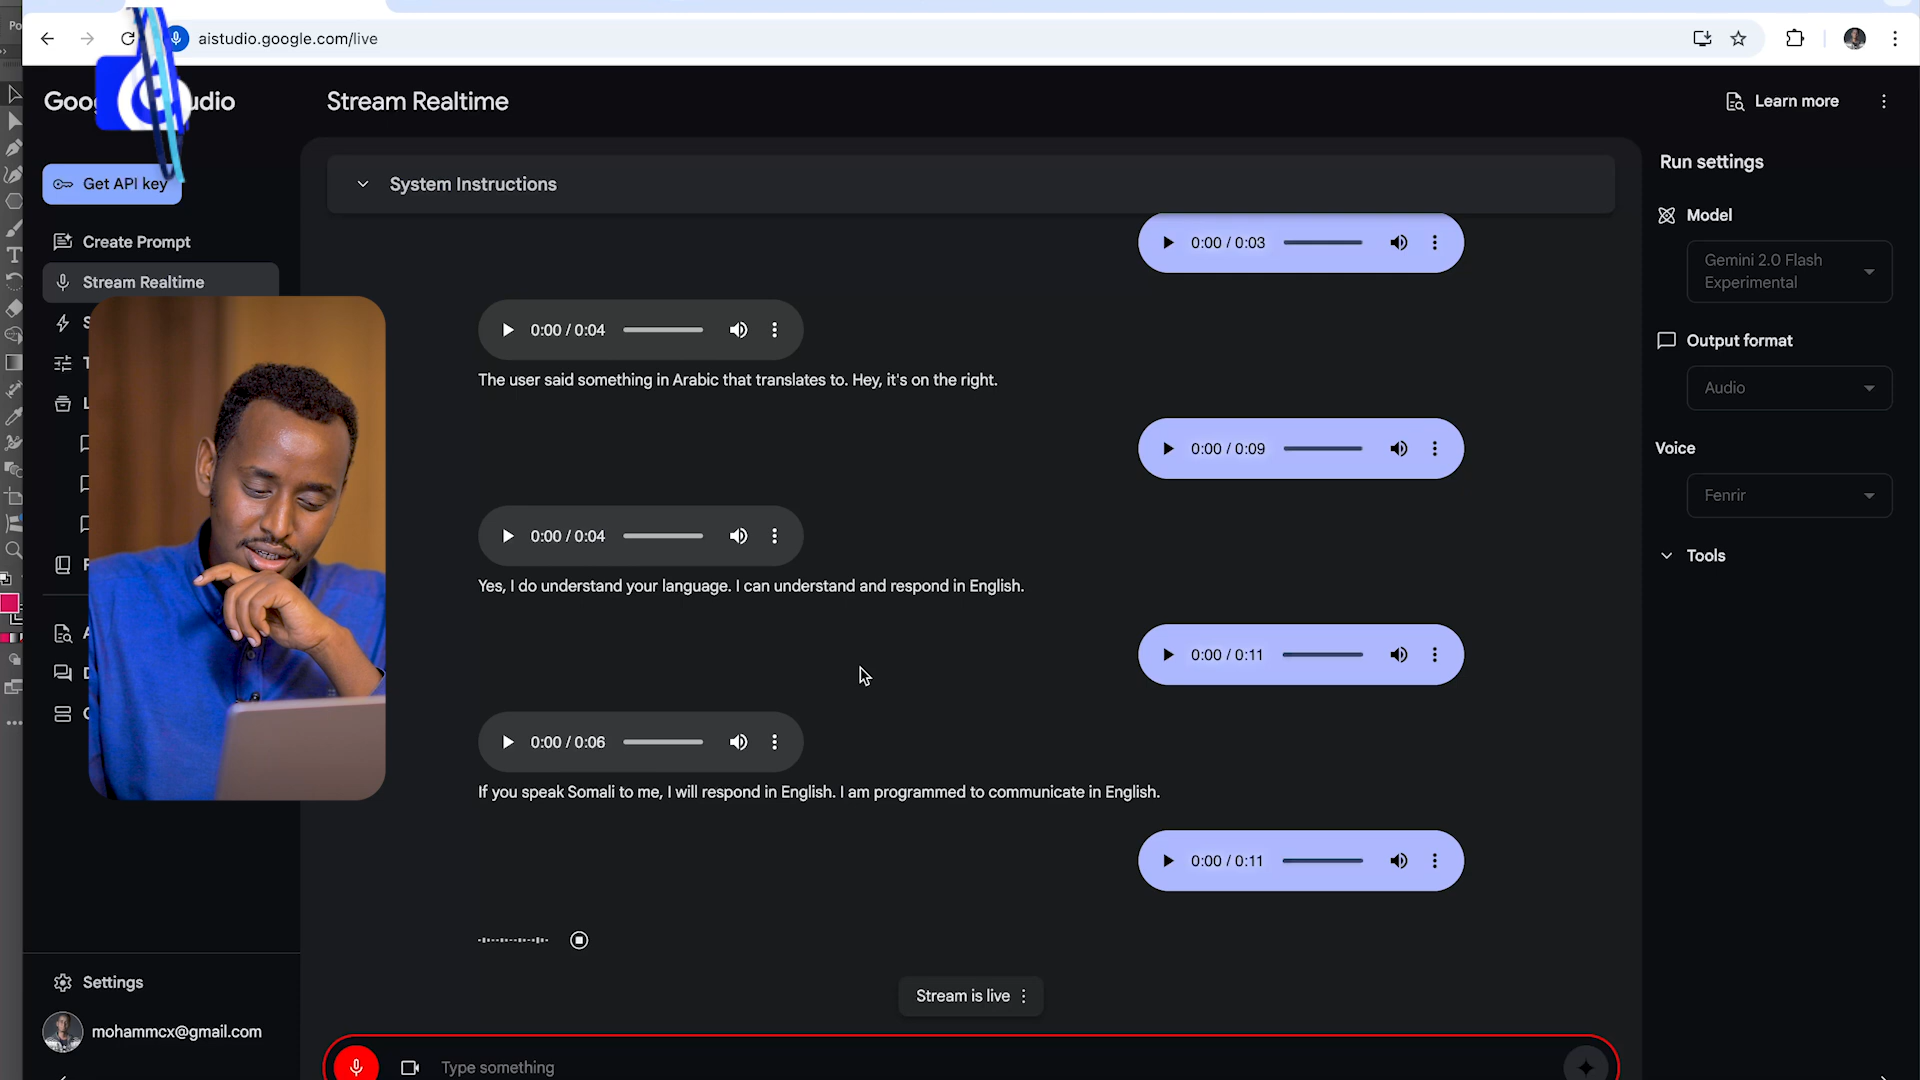 aistudio.google.com/live
Stream Realtime
Learn more
Get API key
System Instructions
Run settings
Create Prompt
Stream Realtime
Model
Gemini 2.0 Flash
Experimental
Output format
Audio
Voice
Fenrir
Tools
0:00 / 0:03
0:00 / 0:04
The user said something in Arabic that translates to. Hey, it's on the right.
0:00 / 0:09
0:00 / 0:04
Yes, I do understand your language. I can understand and respond in English.
0:00 / 0:11
0:00 / 0:06
If you speak Somali to me, I will respond in English. I am programmed to communicate in English.
0:00 / 0:11
Stream is live
Type something
Settings
mohammcx@gmail.com